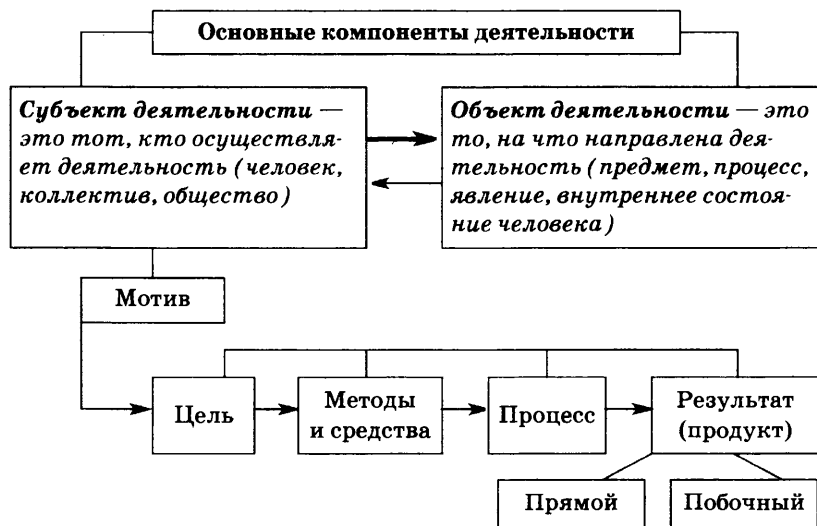 Основные компоненты деятельности
Субъект деятельности —
это тот, кто осуществля-
ет деятельность (человек,
коллектив, общество)
Объект деятельности — это
то, на что направлена дея-
тельность (предмет, процесс,
явление, внутреннее состоя-
ние человека)
Мотив
Цель
Методы
и средства
Процесс
Результат
(продукт)
Прямой
Побочный